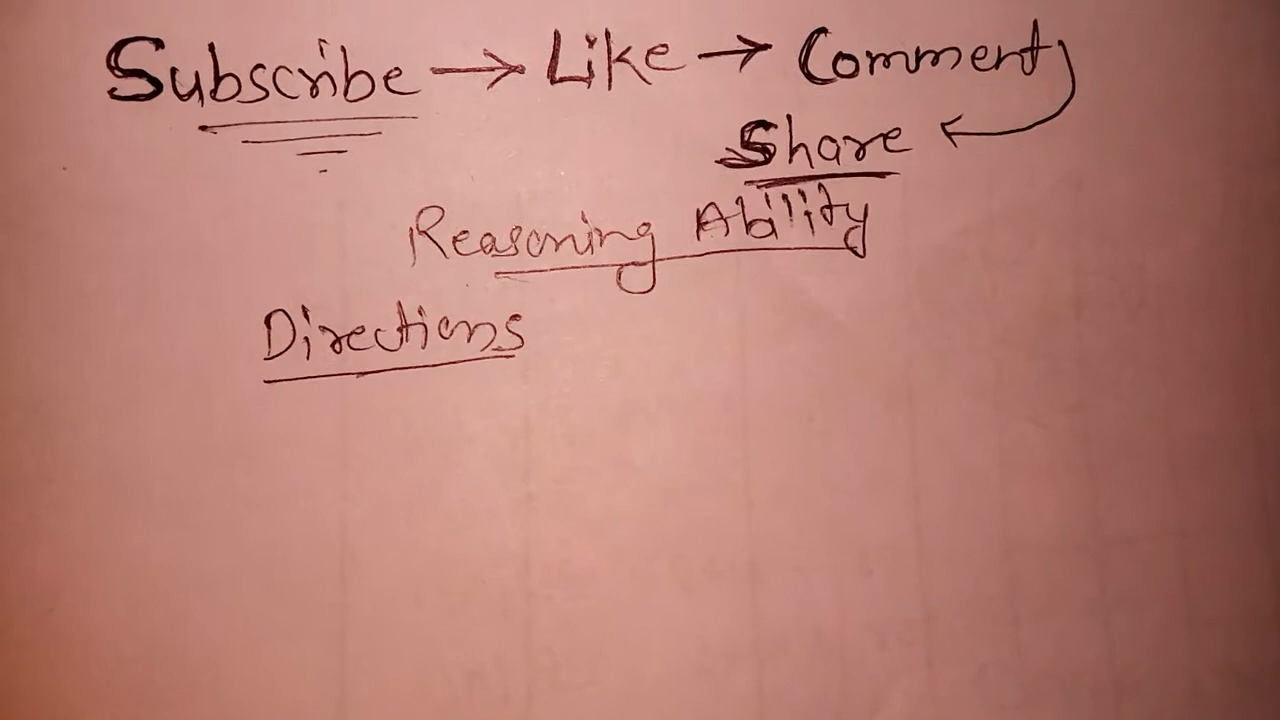 Subscribe → Like → Comment
Share
Reasoning Ability
Directions